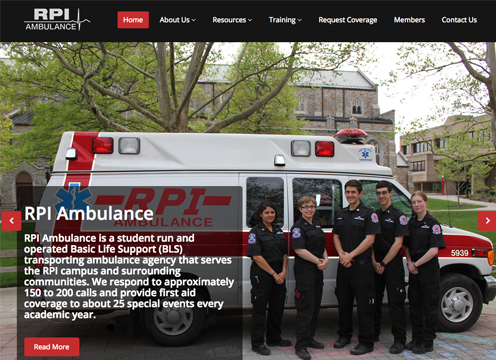 RPI
AMBULANCE
Home About Us Resources Training Request Coverage Members Contact Us
RPI
AMBULANCE
5939
RPI Ambulance
RPI Ambulance is a student run and
operated Basic Life Support (BLS)
transporting ambulance agency that serves
the RPI campus and surrounding
communities. We respond to approximately
150 to 200 calls and provide first aid
coverage to about 25 special events every
academic year.
Read More